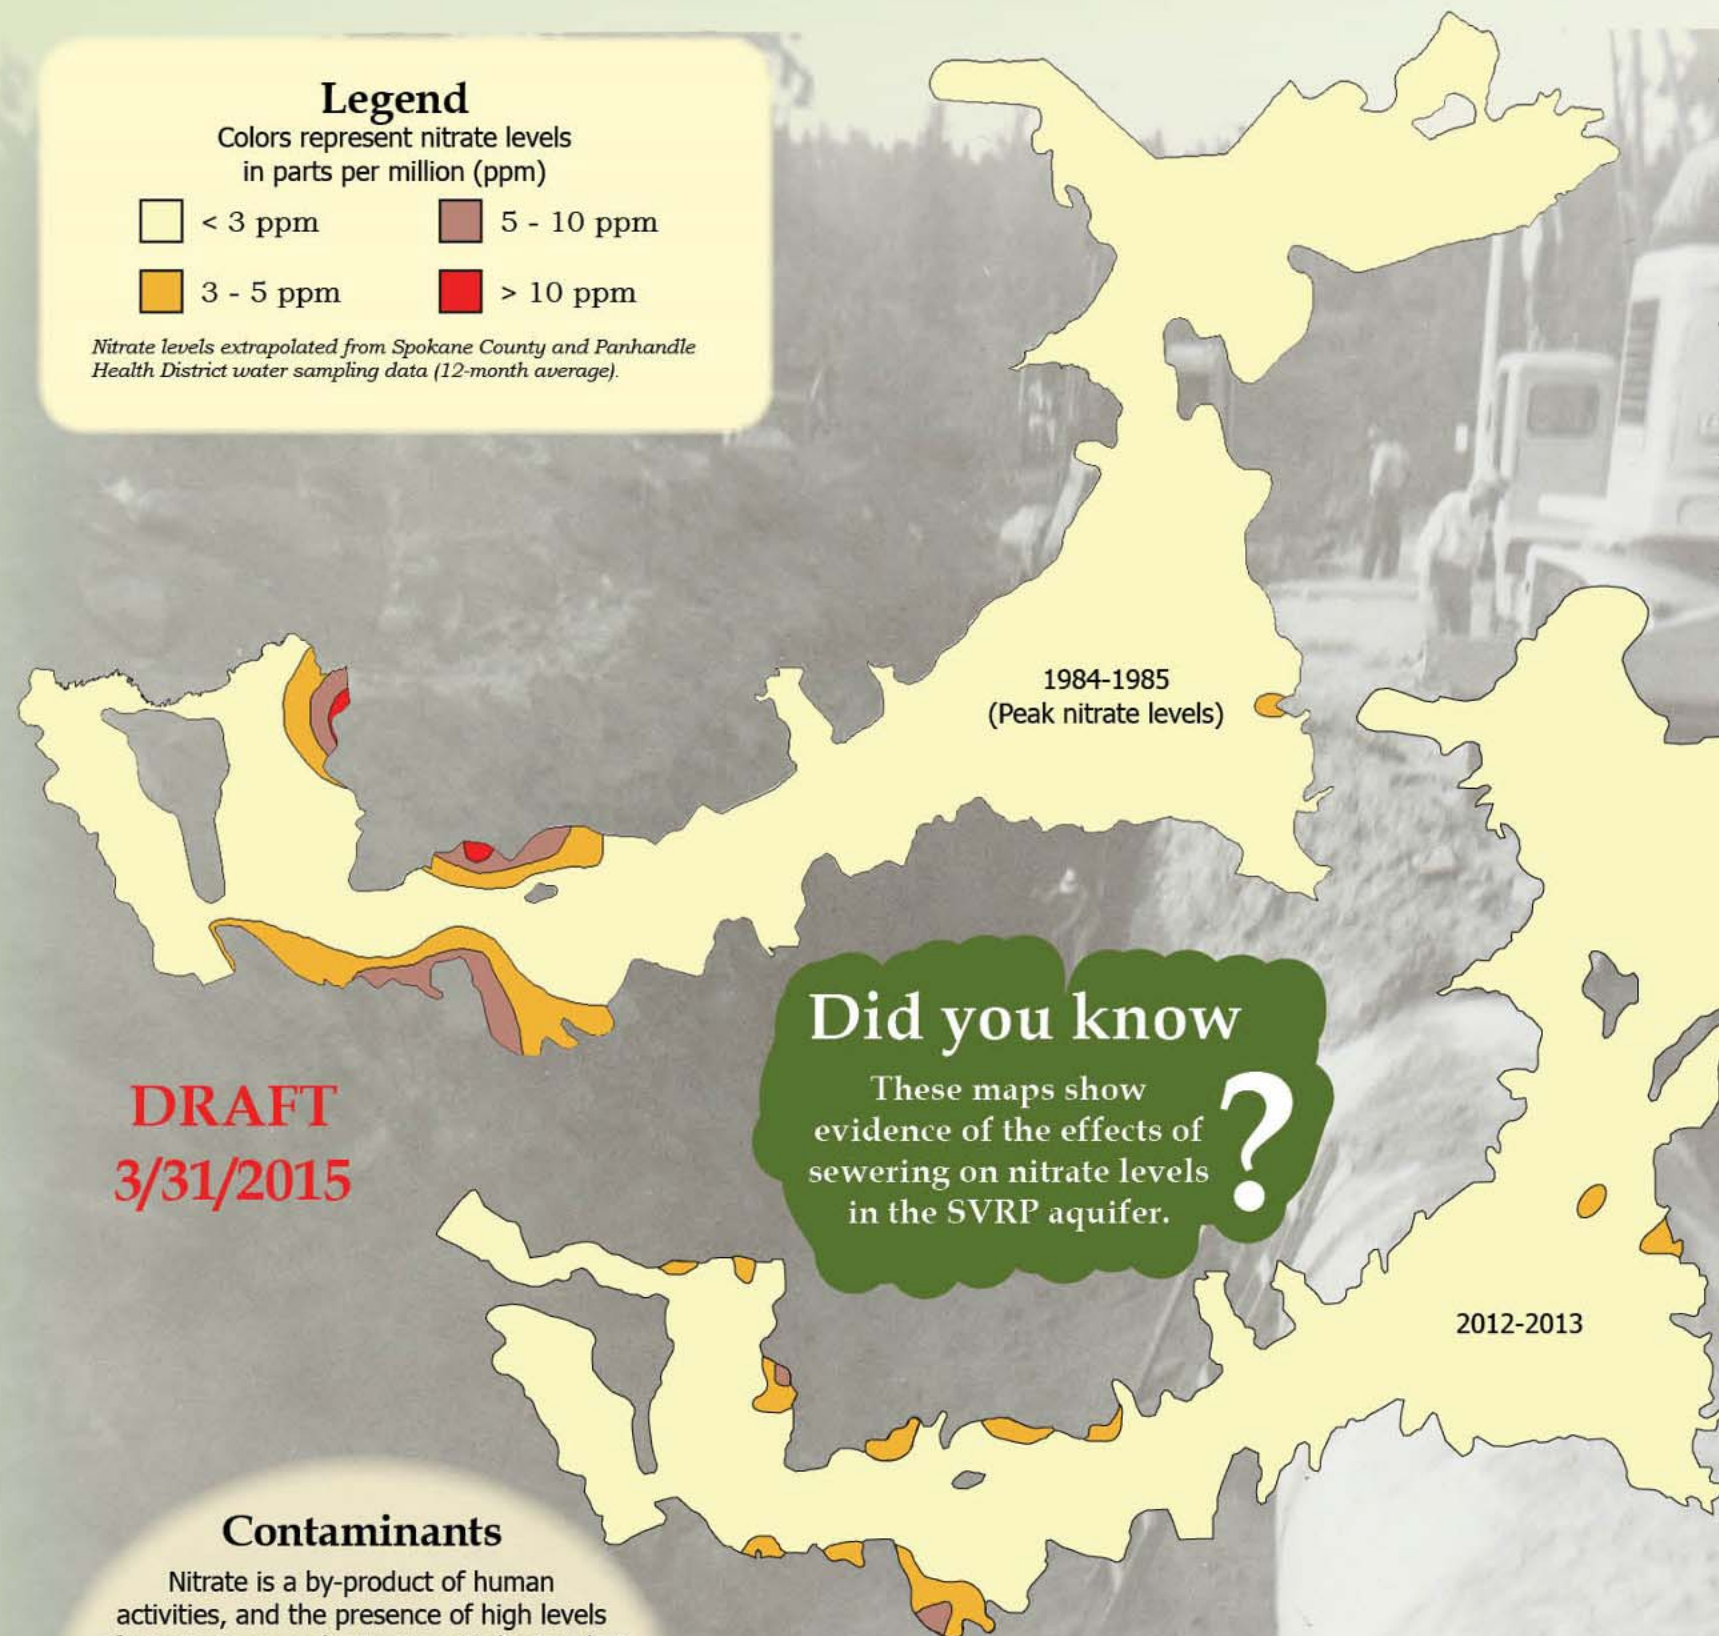 Legend
Colors represent nitrate levels
in parts per million (ppm)
< 3 ppm
5 - 10 ppm
3 - 5 ppm
> 10 ppm
Nitrate levels extrapolated from Spokane County and Panhandle
Health District water sampling data (12-month average).
1984-1985
(Peak nitrate levels)
Did you know
These maps show
evidence of the effects of
sewering on nitrate levels
in the SVRP aquifer.
?
DRAFT
3/31/2015
2012-2013
Contaminants
Nitrate is a by-product of human
activities, and the presence of high levels